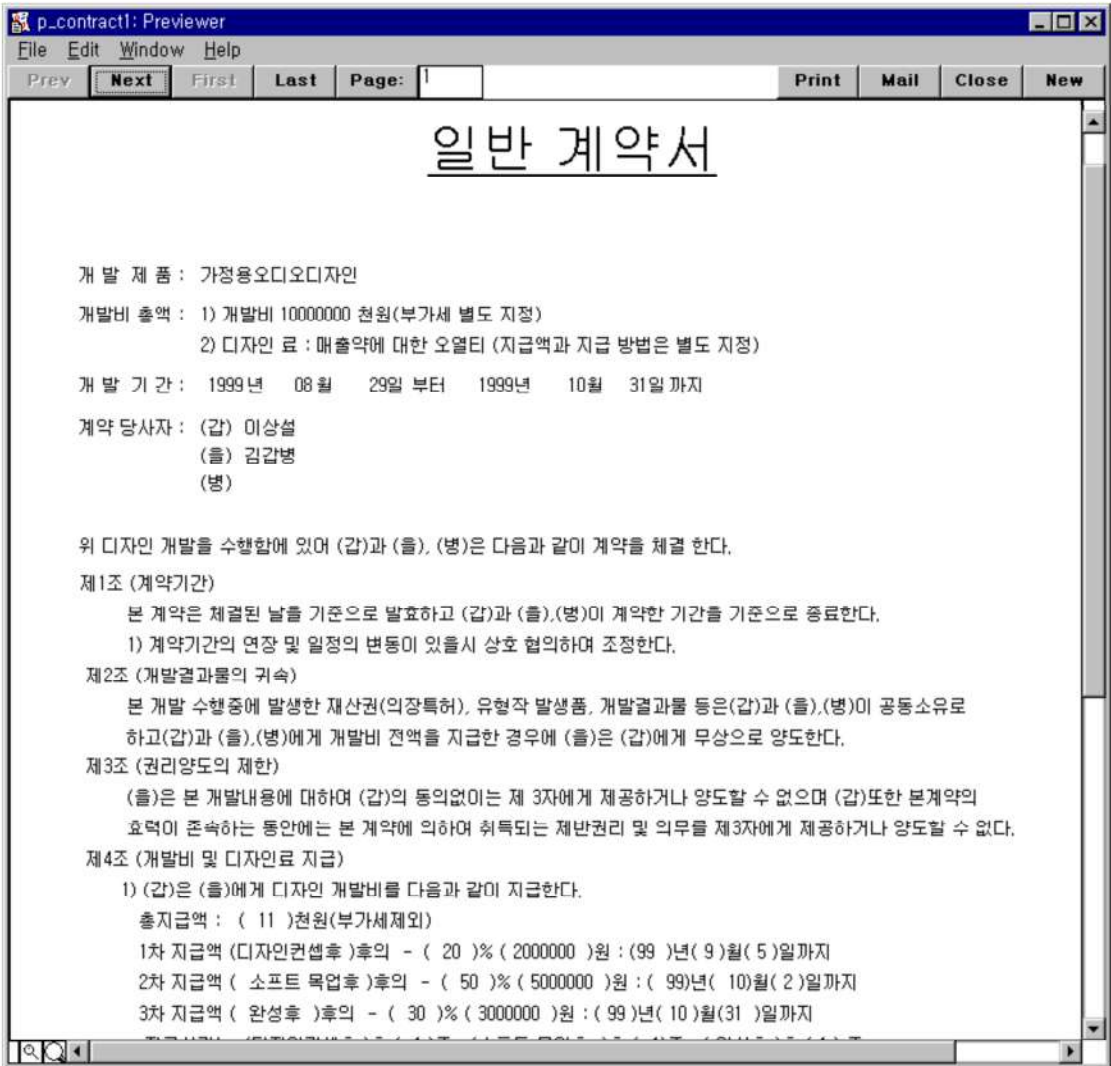 p_contract1: Previewer
File Edit Window Help
Prev Next First Last Page: 1 Print Mail Close New
일반 계약서
개 발 제 품 : 가정용오디오디자인
개발비 총액 : 1) 개발비 10000000 천원(부가세 별도 지정)
2) 디자인 료 : 매출약에 대한 오열티 (지급액과 지급 방법은 별도 지정)
개 발 기 간 : 1999년 08월 29일 부터 1999년 10월 31일까지
계약 당사자 : (갑) 이상설
(을) 김갑병
(병)
위 디자인 개발을 수행함에 있어 (갑)과 (을), (병)은 다음과 같이 계약을 체결 한다.
제1조 (계약기간)
본 계약은 체결된 날을 기준으로 발효하고 (갑)과 (을),(병)이 계약한 기간을 기준으로 종료한다.
1) 계약기간의 연장 및 일정의 변동이 있을시 상호 협의하여 조정한다.
제2조 (개발결과물의 귀속)
본 개발 수행중에 발생한 재산권(의장특허), 유형작 발생품, 개발결과물 등은(갑)과 (을),(병)이 공동소유로
하고(갑)과 (을),(병)에게 개발비 전액을 지급한 경우에 (을)은 (갑)에게 무상으로 양도한다.
제3조 (권리양도의 제한)
(을)은 본 개발내용에 대하여 (갑)의 동의없이는 제 3자에게 제공하거나 양도할 수 없으며 (갑)또한 본계약의
효력이 존속하는 동안에는 본 계약에 의하여 취득되는 제반권리 및 의무를 제3자에게 제공하거나 양도할 수 없다.
제4조 (개발비 및 디자인료 지급)
1) (갑)은 (을)에게 디자인 개발비를 다음과 같이 지급한다.
총지급액 : ( 11 )천원(부가세제외)
1차 지급액 (디자인컨셉후 )후의 - ( 20 )% ( 2000000 )원 : (99 )년( 9 )월( 5 )일까지
2차 지급액 ( 소프트 목업후 )후의 - ( 50 )% ( 5000000 )원 : ( 99)년( 10)월( 2 )일까지
3차 지급액 ( 완성후 )후의 - ( 30 )% ( 3000000 )원 : ( 99 )년( 10 )월(31 )일까지